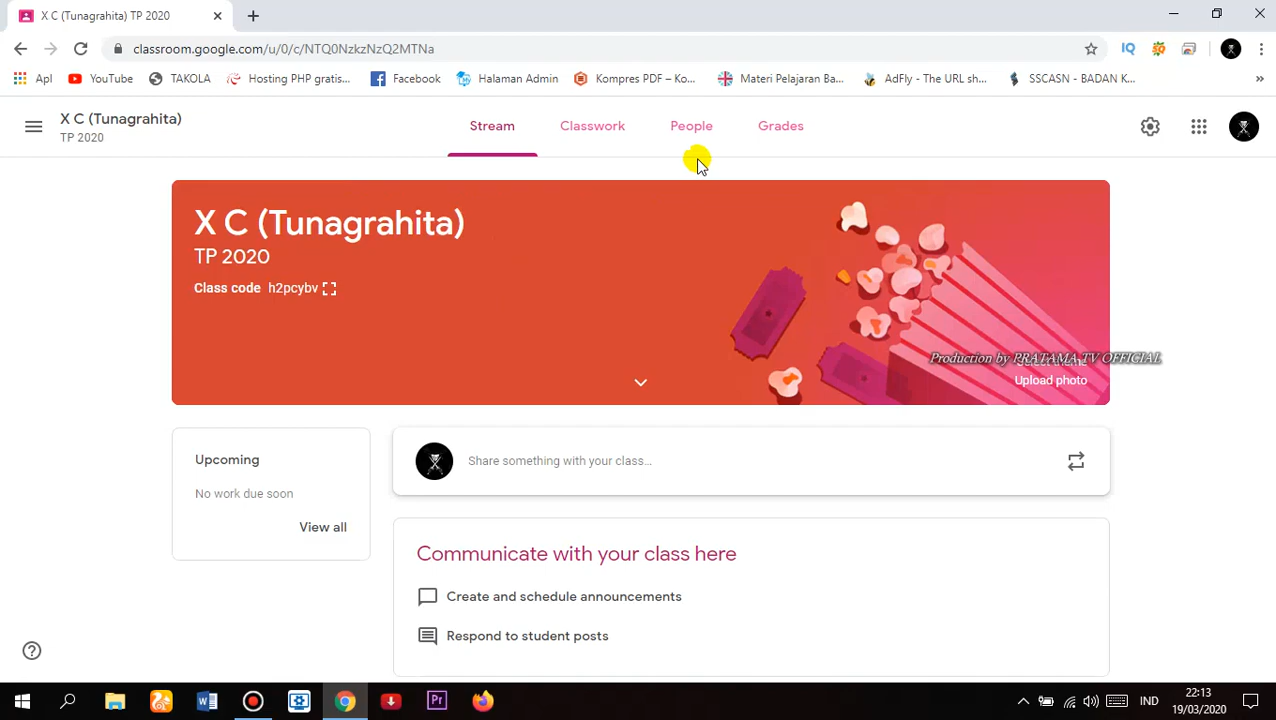 X C (Tunagrahita) TP 2020
classroom.google.com/u/0/c/NTQ0NzkzNzQ2MTNa
Apl YouTube TAKOLA Hosting PHP gratis... Facebook Halaman Admin Kompres PDF – Ko... Materi Pelajaran Ba... AdFly - The URL sh... SSCASN - BADAN K...
X C (Tunagrahita)
TP 2020
Stream Classwork People Grades
X C (Tunagrahita)
TP 2020
Class code h2pcybv
Production by PRATAMA TV OFFICIAL
Upload photo
Upcoming
No work due soon
View all
Share something with your class...
Communicate with your class here
Create and schedule announcements
Respond to student posts
IND
22:13
19/03/2020